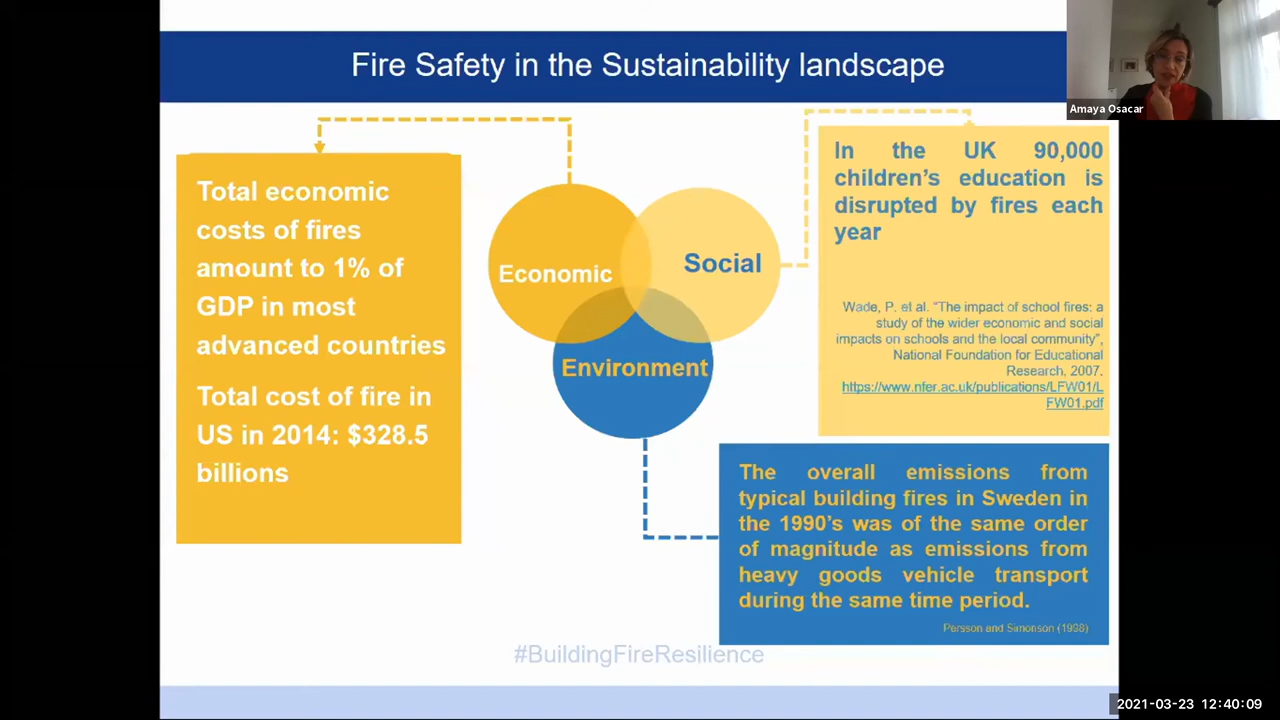 Fire Safety in the Sustainability landscape
Amaya Osacar
Total economic
costs of fires
amount to 1% of
GDP in most
advanced countries
Total cost of fire in
US in 2014: $328.5
billions
Economic
Social
Environment
In the UK 90,000
children's education is
disrupted by fires each
year
Wade, P. et al. "The impact of school fires: a
study of the wider economic and social
impacts on schools and the local community",
National Foundation for Educational
Research, 2007.
https://www.nfer.ac.uk/publications/LFW01/L
FW01.pdf
The overall emissions from
typical building fires in Sweden in
the 1990's was of the same order
of magnitude as emissions from
heavy goods vehicle transport
during the same time period.
Persson and Simonson (1998)
#BuildingFireResilience
2021-03-23 12:40:09